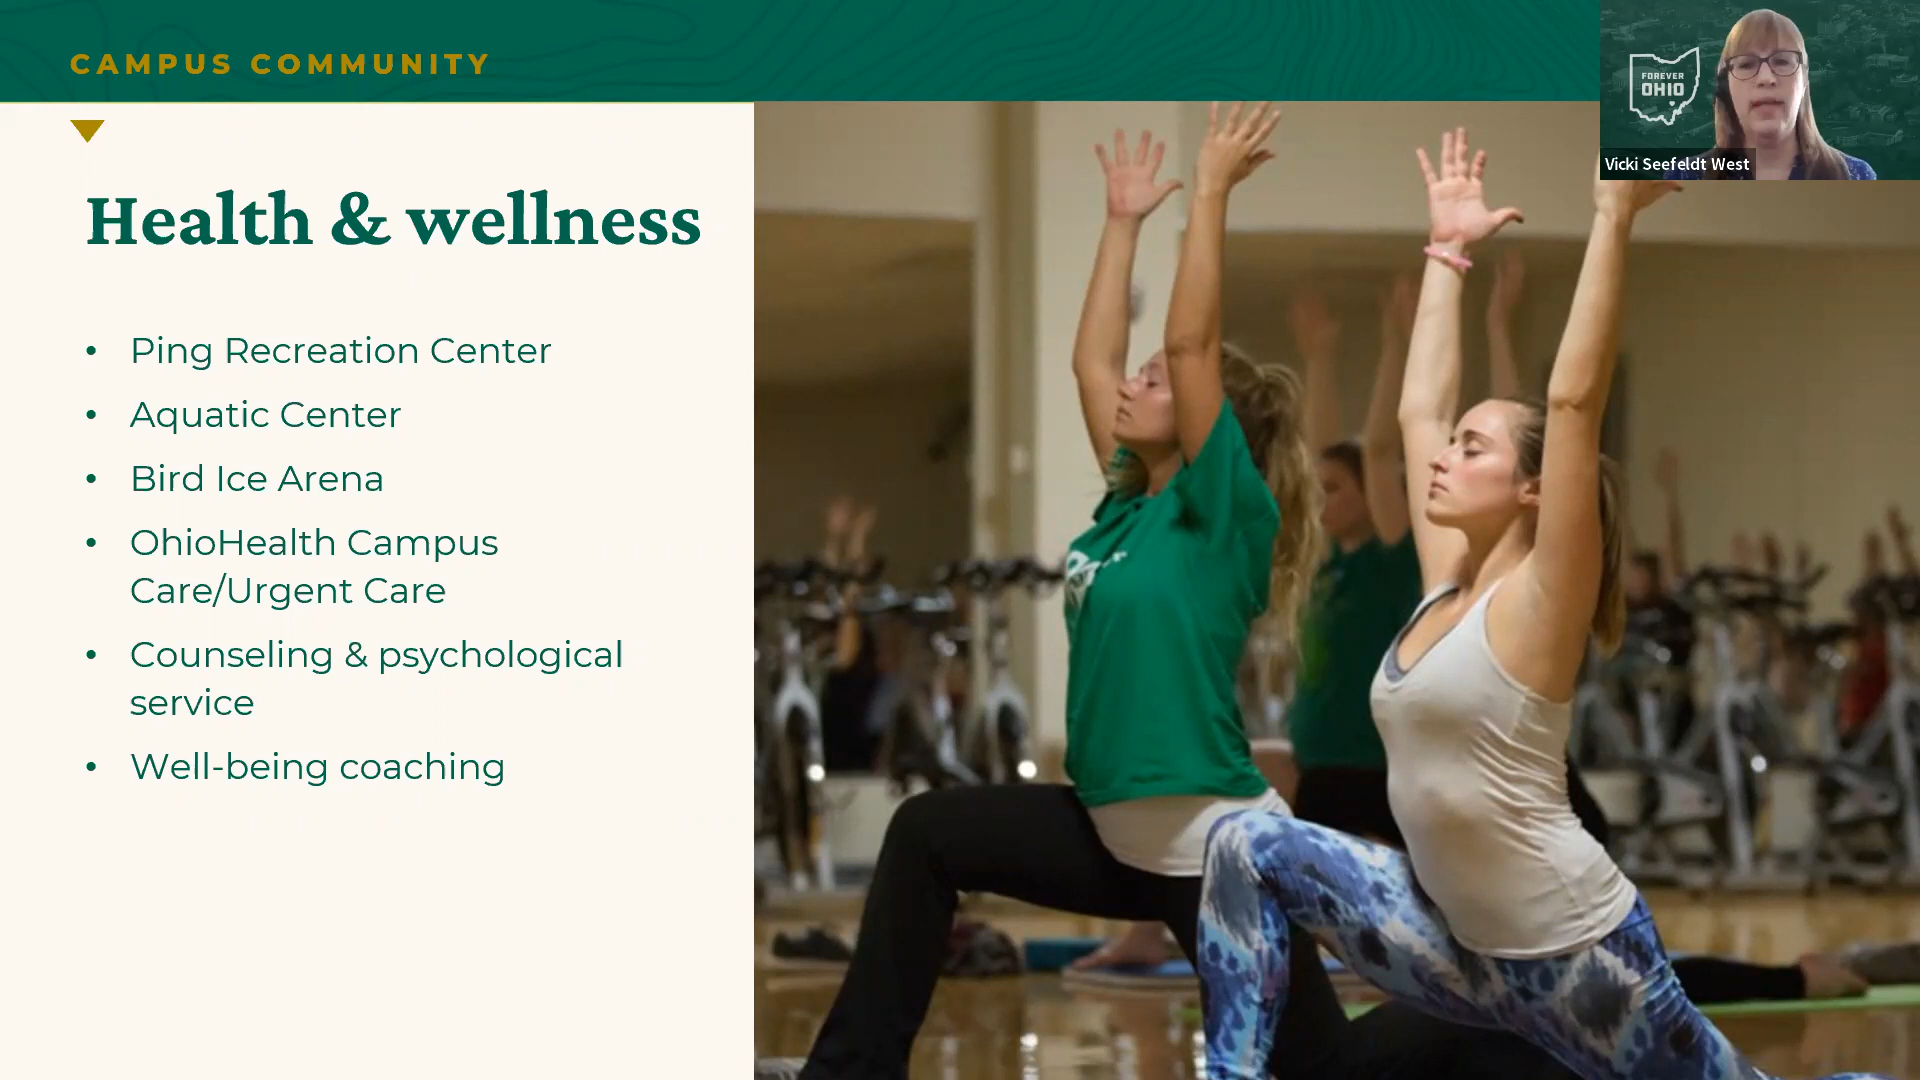 CAMPUS COMMUNITY
FOREVER
OHIO
Vicki Seefeldt West
Health & wellness
• Ping Recreation Center
• Aquatic Center
• Bird Ice Arena
• OhioHealth Campus
Care/Urgent Care
• Counseling & psychological
service
• Well-being coaching